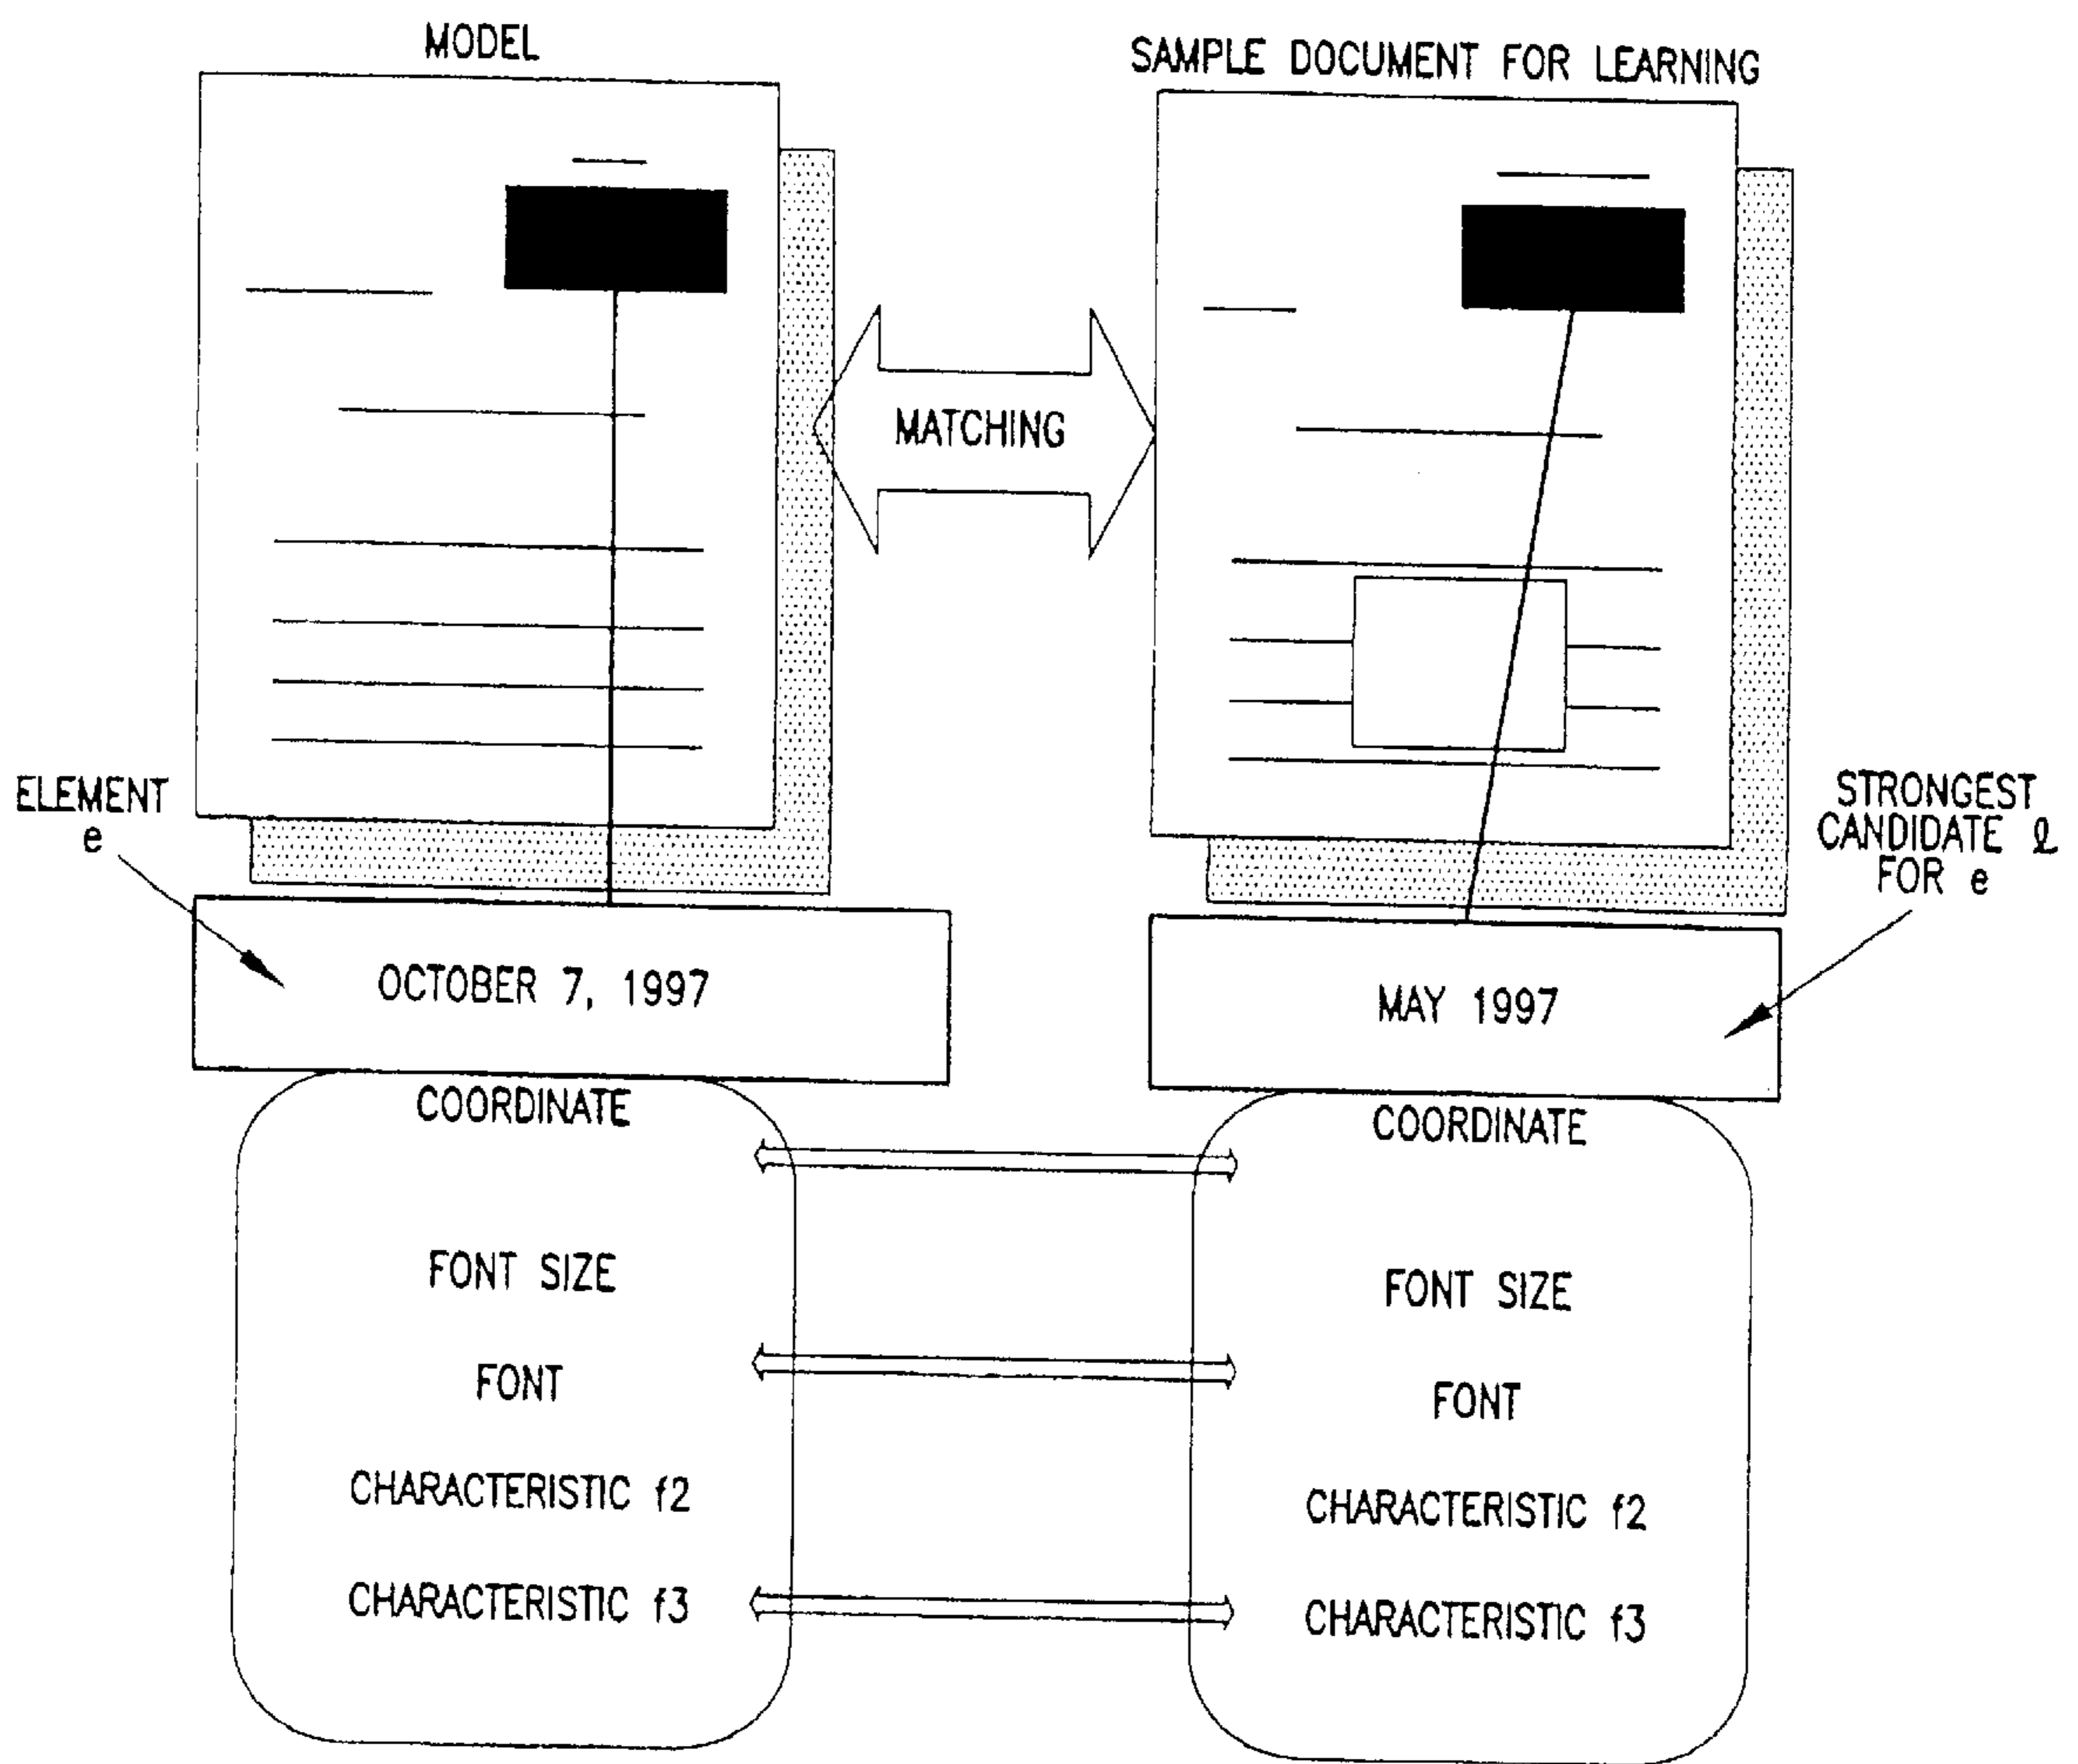 MODEL
SAMPLE DOCUMENT FOR LEARNING
MATCHING
ELEMENT
e
STRONGEST
CANDIDATE ℓ
FOR e
OCTOBER 7, 1997
MAY 1997
COORDINATE
FONT SIZE
FONT
CHARACTERISTIC f2
CHARACTERISTIC f3
COORDINATE
FONT SIZE
FONT
CHARACTERISTIC f2
CHARACTERISTIC f3